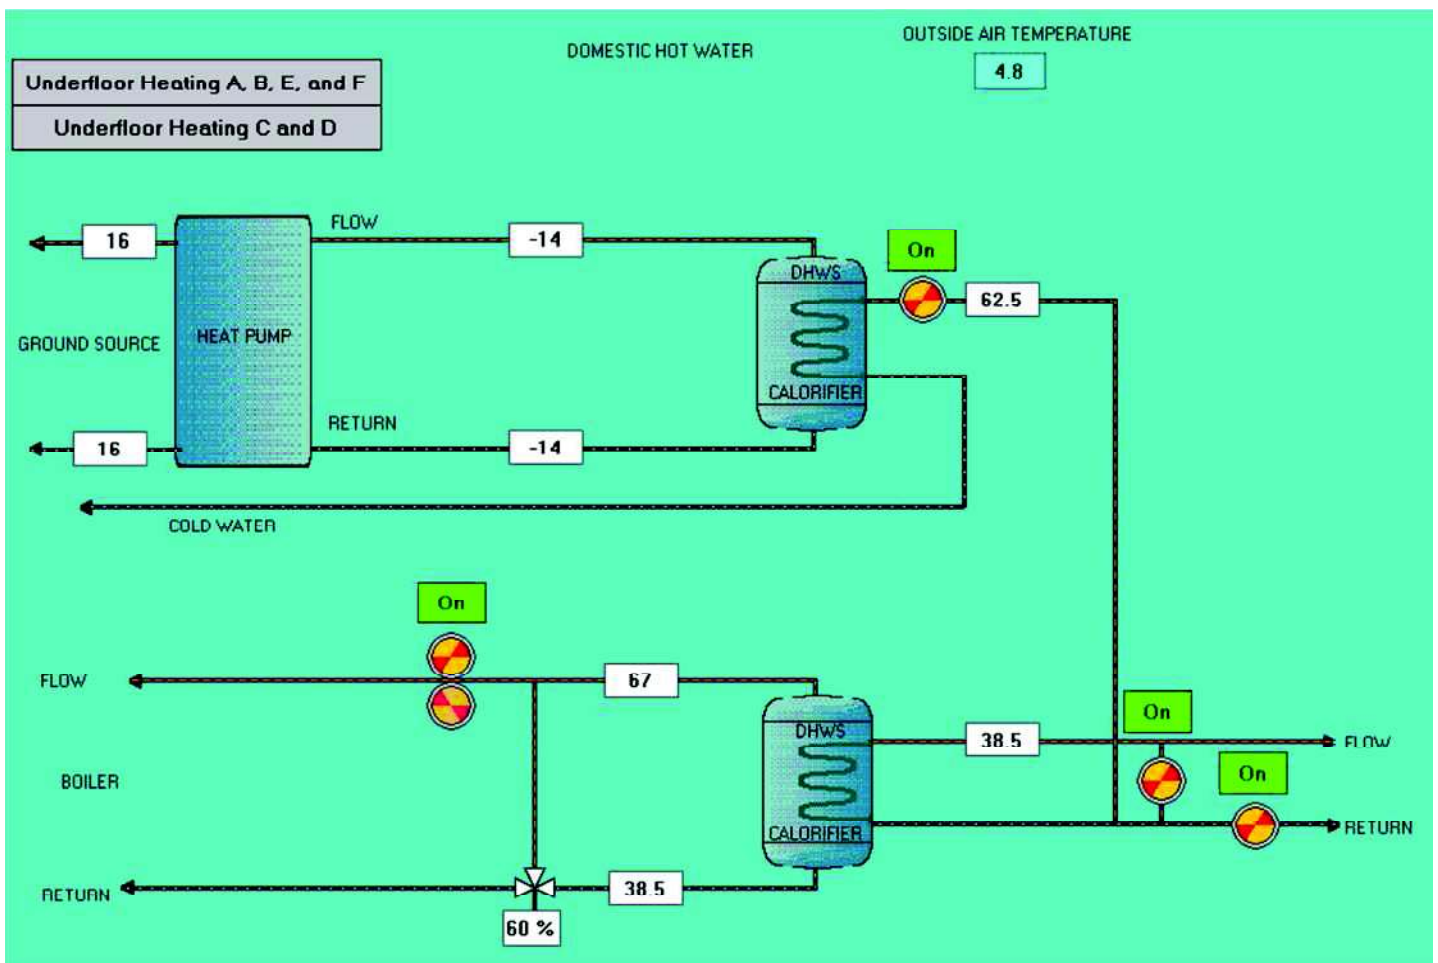 OUTSIDE AIR TEMPERATURE
DOMESTIC HOT WATER
4.8
Underfloor Heating A, B, E, and F
Underfloor Heating C and D
FLOW
16
-14
On
DHWS
62.5
GROUND SOURCE
HEAT PUMP
CALORIFIER
RETURN
16
-14
COLD WATER
On
FLOW
67
On
DHWS
38.5
FLOW
BOILER
On
CALORIFIER
RETURN
RETURN
38.5
60 %